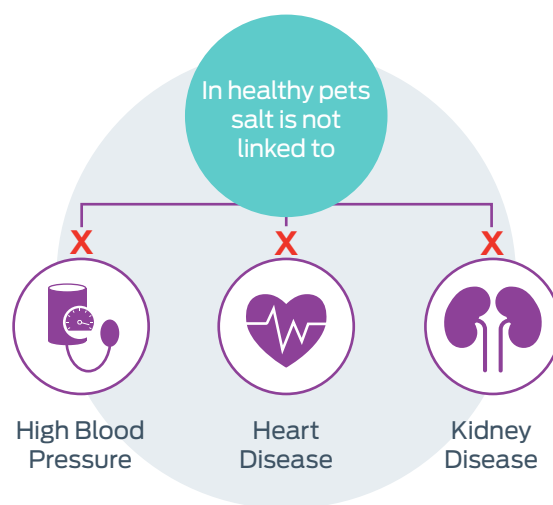 In healthy pets
salt is not
linked to
X
X
X
High Blood
Pressure
Heart
Disease
Kidney
Disease